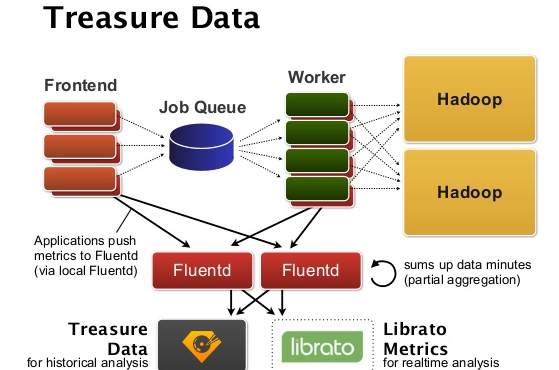 Treasure Data
Frontend
Job Queue
Worker
Hadoop
Hadoop
Applications push
metrics to Fluentd
(via local Fluentd)
Fluentd
Fluentd
sums up data minutes
(partial aggregation)
Treasure
Data
for historical analysis
librato
Librato
Metrics
for realtime analysis